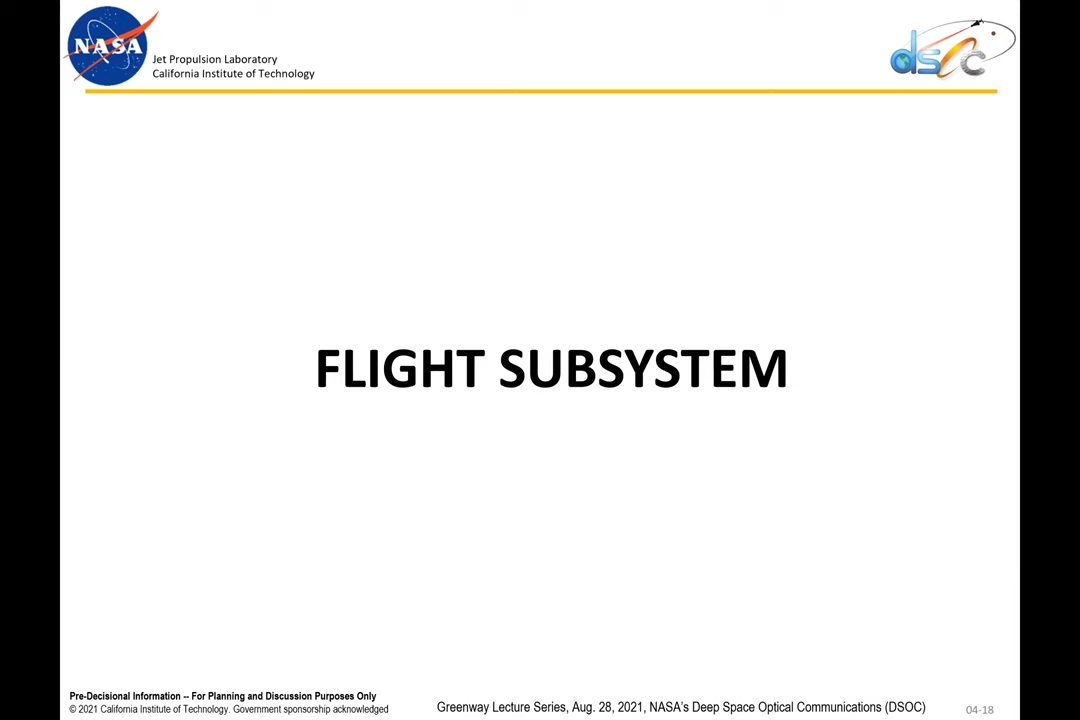 NASA
Jet Propulsion Laboratory
California Institute of Technology
dsoc
FLIGHT SUBSYSTEM
Pre-Decisional Information -- For Planning and Discussion Purposes Only
© 2021 California Institute of Technology. Government sponsorship acknowledged
Greenway Lecture Series, Aug. 28, 2021, NASA's Deep Space Optical Communications (DSOC)
04-18